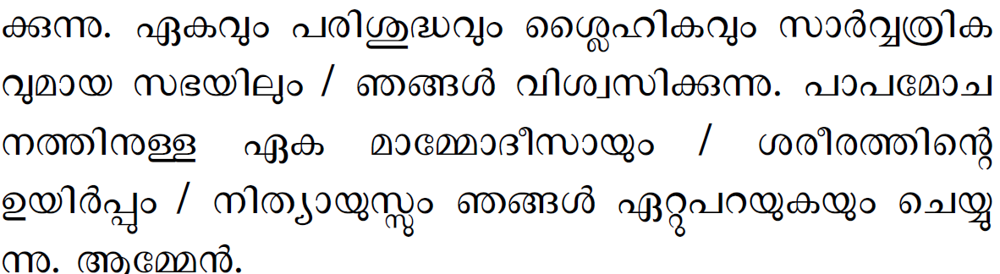 ക്കുന്നു. ഏകവും പരിശുദ്ധവും ശ്ലൈഹികവും സാർവ്വത്രിക
വുമായ സഭയിലും / ഞങ്ങൾ വിശ്വസിക്കുന്നു. പാപമോച
നത്തിനുള്ള ഏക മാമ്മോദീസായും / ശരീരത്തിന്റെ
ഉയിർപ്പും / നിത്യായുസ്സും ഞങ്ങൾ ഏറ്റുപറയുകയും ചെയ്യു
ന്നു. ആമ്മേൻ.